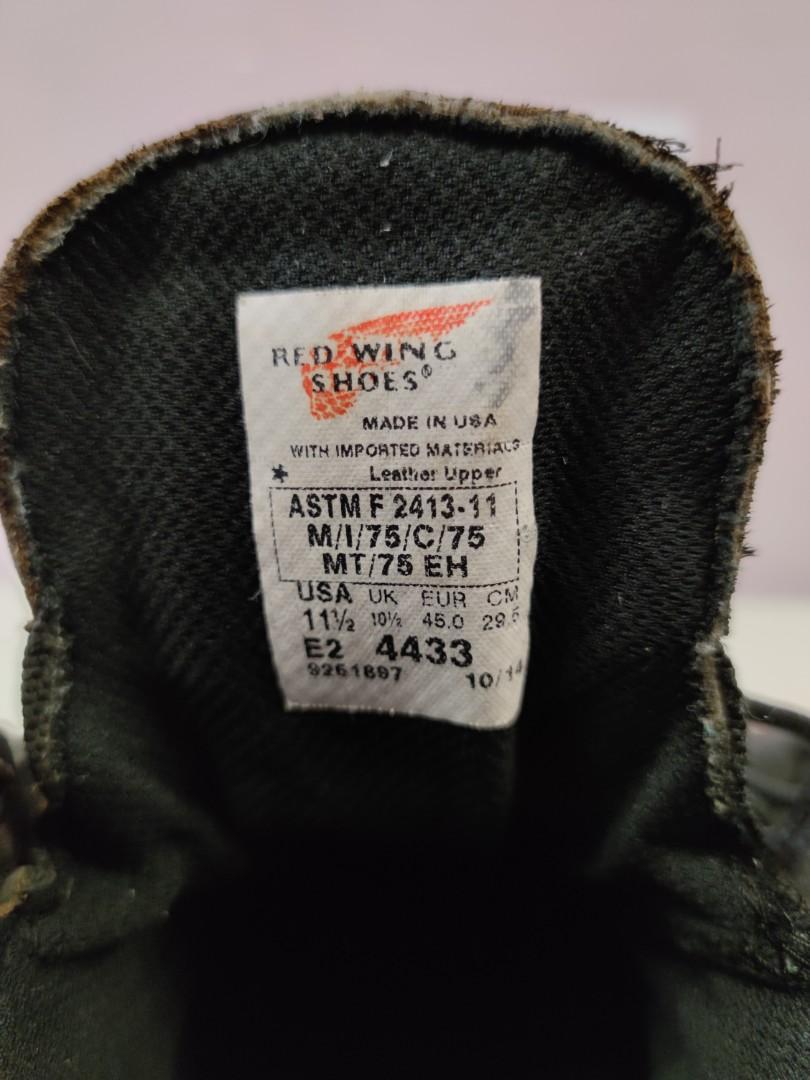 RED WING
SHOES®
MADE IN USA
WITH IMPORTED MATERIALS
* Leather Upper
ASTM F 2413-11
M/I/75/C/75
MT/75 EH
USA UK EUR CM
11½ 10½ 45.0 29.5
E2 4433
9261897 10/14